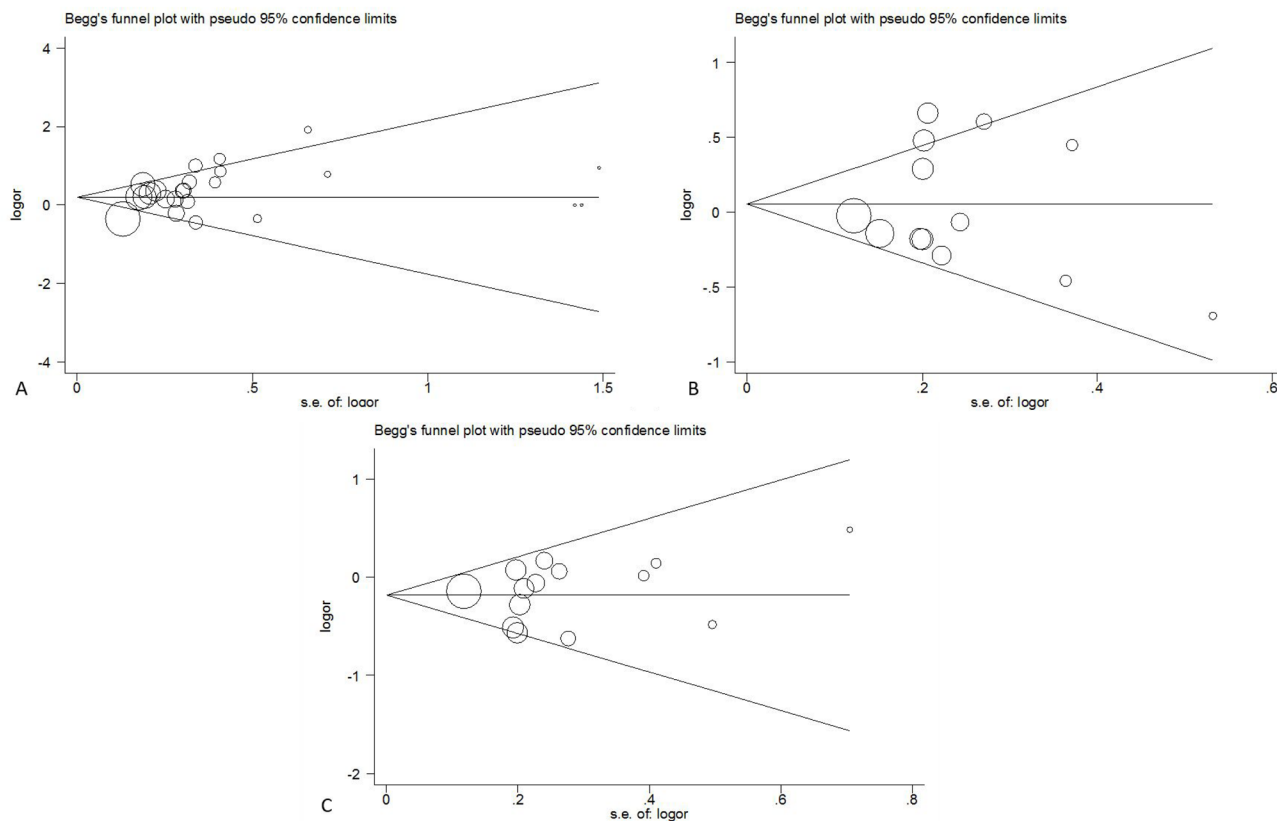 Begg's funnel plot with pseudo 95% confidence limits
4
2
0
-2
-4
logor
0
.5
1
1.5
s.e. of: logor
A
Begg's funnel plot with pseudo 95% confidence limits
1
.5
0
-.5
-1
logor
0
.2
.4
.6
s.e. of: logor
B
Begg's funnel plot with pseudo 95% confidence limits
1
0
-1
-2
logor
0
.2
.4
.6
.8
s.e. of: logor
C